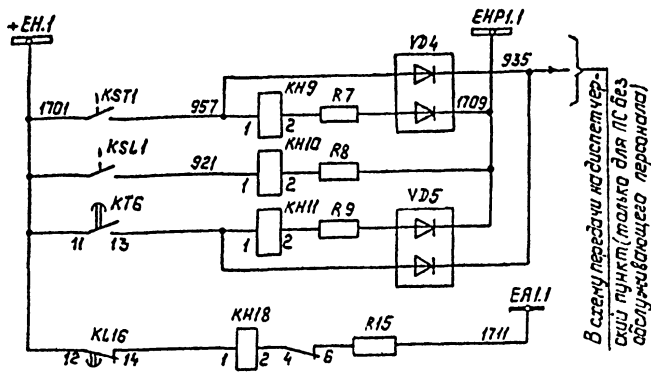 +EH.1
EHP1.1
VD4
935
1701
KST1
957
KH9
R7
1709
1
2
KSL1
921
KH10
R8
1
2
KT6
KH11
R9
VD5
11
13
1
2
KL16
KH18
R15
1711
EA1.1
12
14
1
2
4
6
В схему передачи на диспетчер-
ский пункт (только для ПС без
обслуживающего персонала)